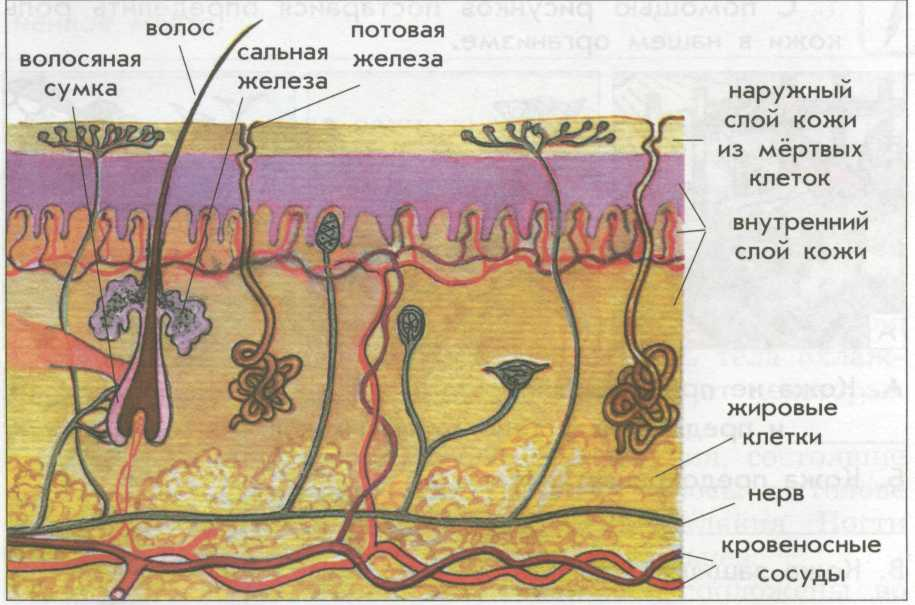 волос
потовая
железа
волосяная
сумка
сальная
железа
наружный
слой кожи
из мёртвых
клеток
внутренний
слой кожи
жировые
клетки
нерв
кровеносные
сосуды